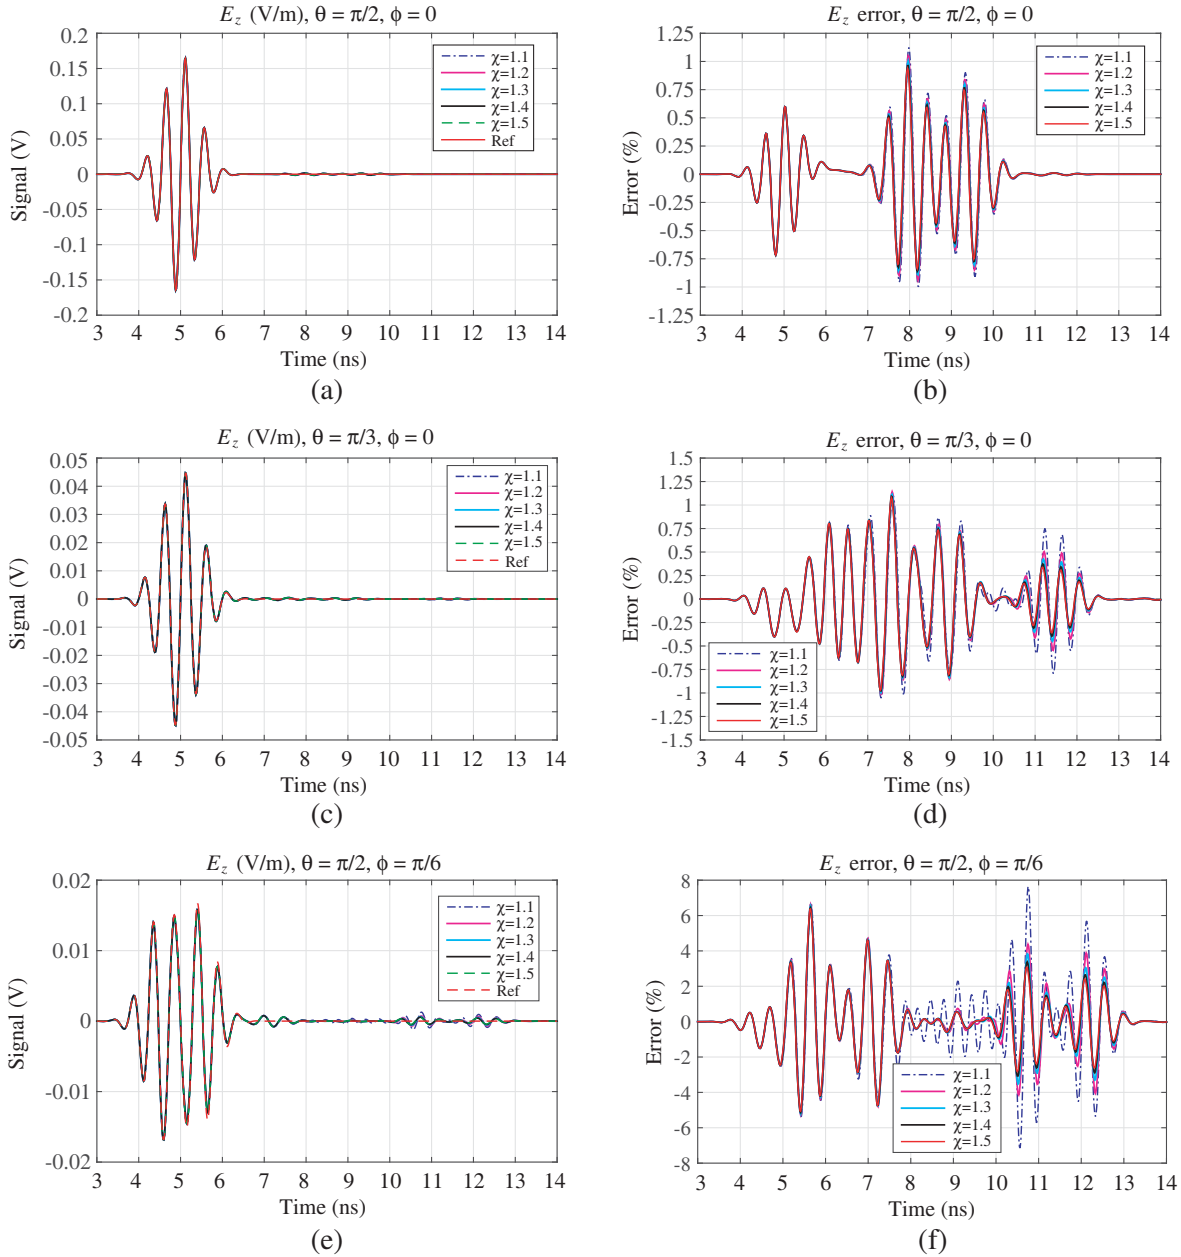 E_z (V/m), θ = π/2, ϕ = 0
Signal (V)
0.2
0.15
0.1
0.05
0
-0.05
-0.1
-0.15
-0.2
χ=1.1
χ=1.2
χ=1.3
χ=1.4
χ=1.5
Ref
3 4 5 6 7 8 9 10 11 12 13 14
Time (ns)
(a)
E_z error, θ = π/2, ϕ = 0
Error (%)
1.25
1
0.75
0.5
0.25
0
-0.25
-0.5
-0.75
-1
-1.25
χ=1.1
χ=1.2
χ=1.3
χ=1.4
χ=1.5
3 4 5 6 7 8 9 10 11 12 13 14
Time (ns)
(b)
E_z (V/m), θ = π/3, ϕ = 0
Signal (V)
0.05
0.04
0.03
0.02
0.01
0
-0.01
-0.02
-0.03
-0.04
-0.05
χ=1.1
χ=1.2
χ=1.3
χ=1.4
χ=1.5
Ref
3 4 5 6 7 8 9 10 11 12 13 14
Time (ns)
(c)
E_z error, θ = π/3, ϕ = 0
Error (%)
1.5
1.25
1
0.75
0.5
0.25
0
-0.25
-0.5
-0.75
-1
-1.25
-1.5
χ=1.1
χ=1.2
χ=1.3
χ=1.4
χ=1.5
3 4 5 6 7 8 9 10 11 12 13 14
Time (ns)
(d)
E_z (V/m), θ = π/2, ϕ = π/6
Signal (V)
0.02
0.01
0
-0.01
-0.02
χ=1.1
χ=1.2
χ=1.3
χ=1.4
χ=1.5
Ref
3 4 5 6 7 8 9 10 11 12 13 14
Time (ns)
(e)
E_z error, θ = π/2, ϕ = π/6
Error (%)
8
6
4
2
0
-2
-4
-6
-8
χ=1.1
χ=1.2
χ=1.3
χ=1.4
χ=1.5
3 4 5 6 7 8 9 10 11 12 13 14
Time (ns)
(f)